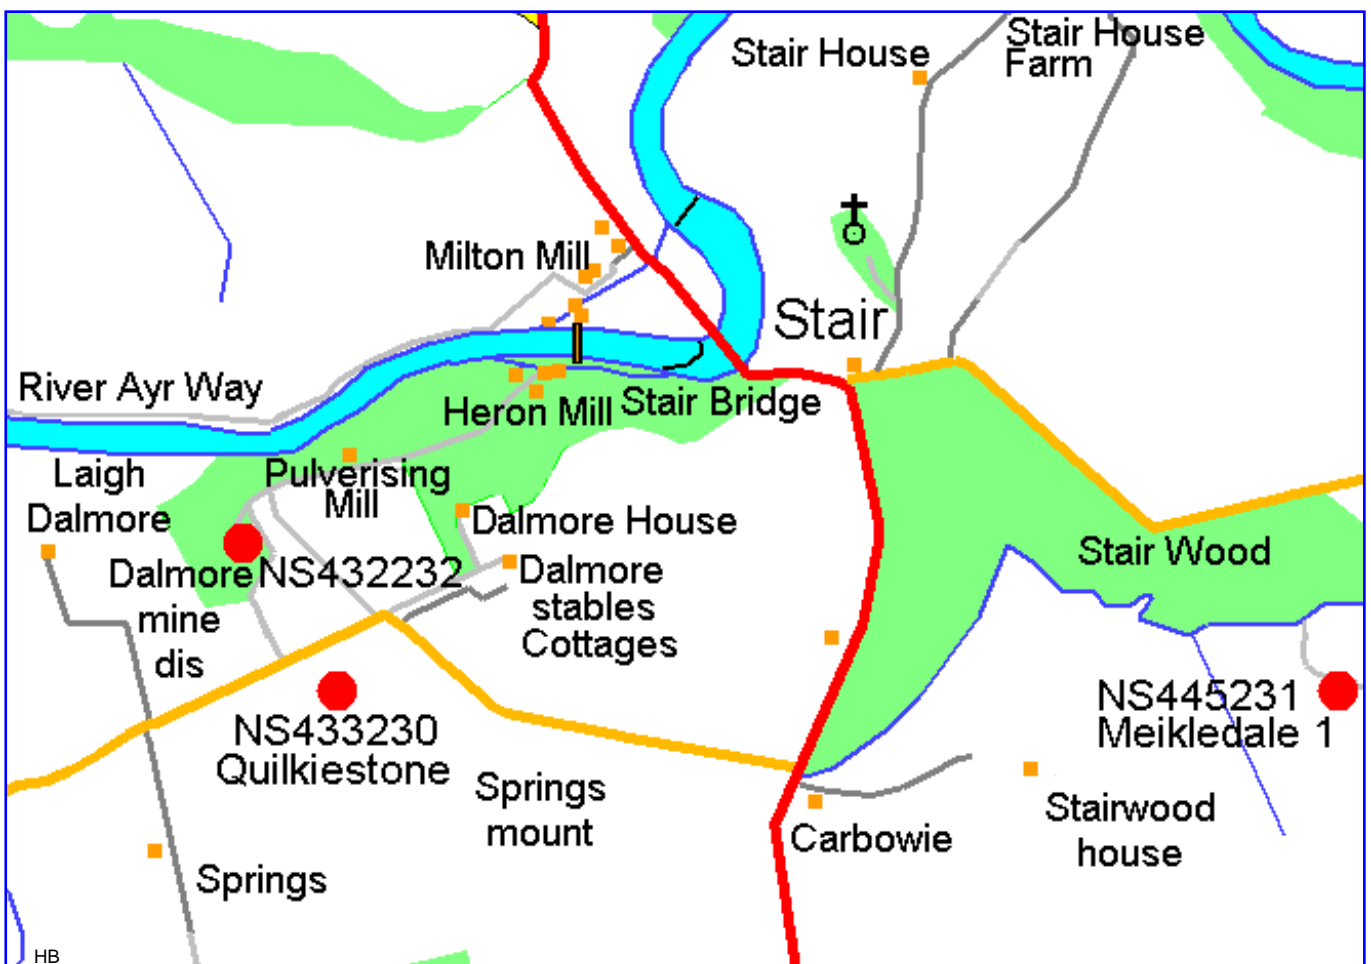 Stair House
Stair House
Farm
Milton Mill
Stair
River Ayr Way
Heron Mill
Stair Bridge
Laigh
Dalmore
Pulverising
Mill
Dalmore House
Stair Wood
Dalmore
mine
dis
NS432232
Dalmore
stables
Cottages
NS433230
Quilkiestone
NS445231
Meikledale 1
Springs
mount
Carbowie
Stairwood
house
Springs
HB